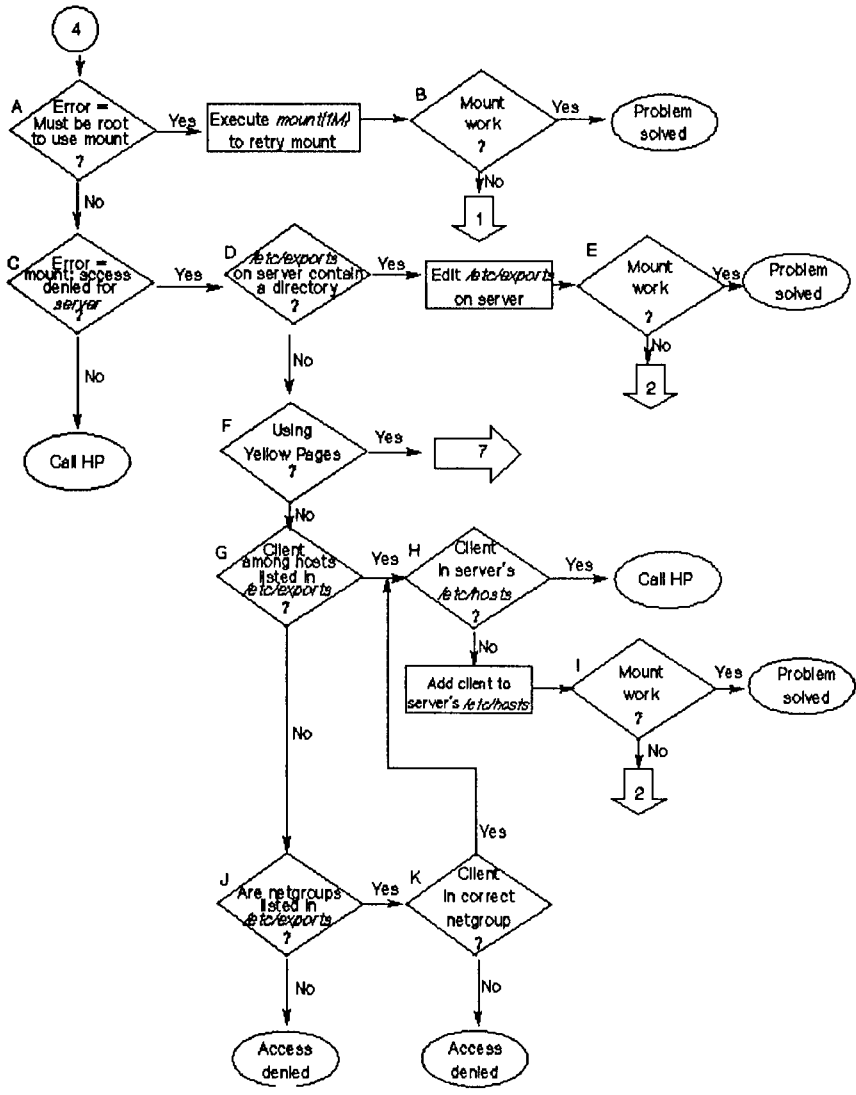 4
A
Error =
Must be root
to use mount
?
Yes
Execute mount(1M)
to retry mount
B
Mount
work
?
Yes
Problem
solved
No
1
No
C
Error =
mount: access
denied for
server
?
Yes
D
/etc/exports
on server contain
a directory
?
Yes
Edit /etc/exports
on server
E
Mount
work
?
Yes
Problem
solved
No
2
No
Call HP
No
F
Using
Yellow Pages
?
Yes
7
No
G
Client
among hosts
listed in
/etc/exports
?
Yes
H
Client
in server's
/etc/hosts
?
Yes
Call HP
No
Add client to
server's /etc/hosts
I
Mount
work
?
Yes
Problem
solved
No
2
No
J
Are netgroups
listed in
/etc/exports
?
Yes
K
Client
in correct
netgroup
?
Yes
No
Access
denied
No
Access
denied